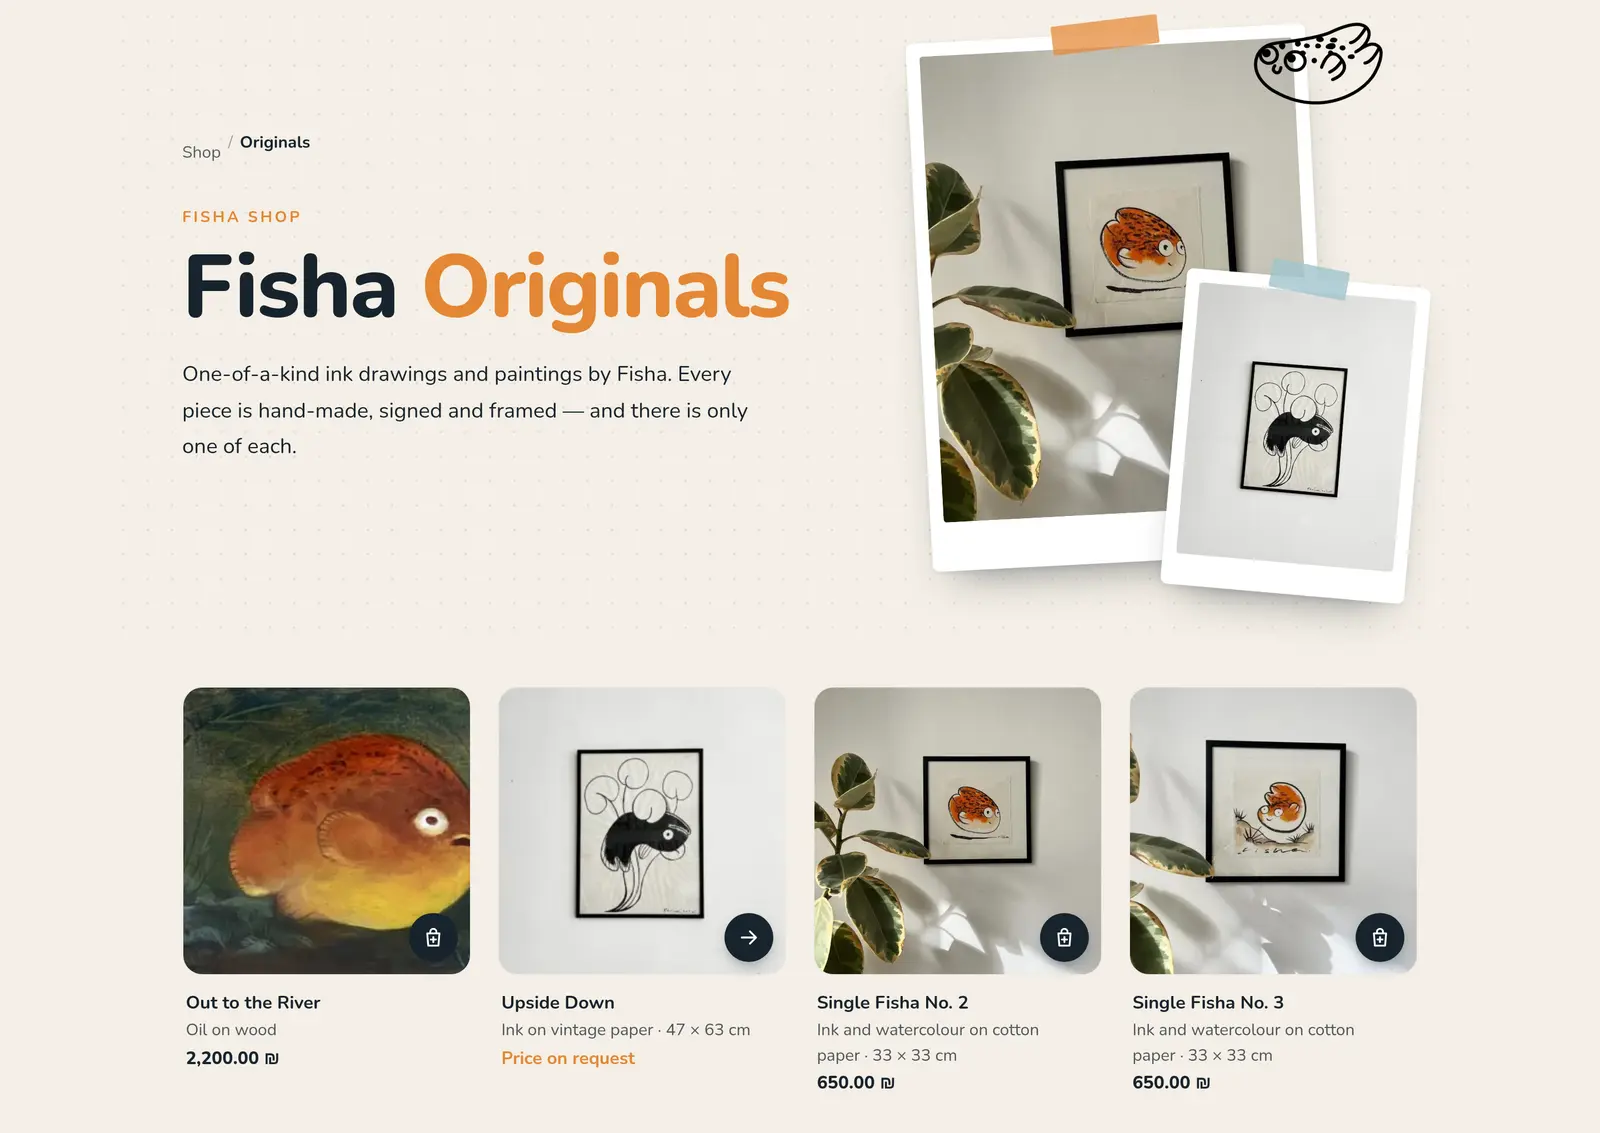 Shop / Originals
FISHA SHOP
Fisha Originals
One-of-a-kind ink drawings and paintings by Fisha. Every
piece is hand-made, signed and framed — and there is only
one of each.
Out to the River
Oil on wood
2,200.00 ₪
Upside Down
Ink on vintage paper · 47 × 63 cm
Price on request
Single Fisha No. 2
Ink and watercolour on cotton
paper · 33 × 33 cm
650.00 ₪
Single Fisha No. 3
Ink and watercolour on cotton
paper · 33 × 33 cm
650.00 ₪